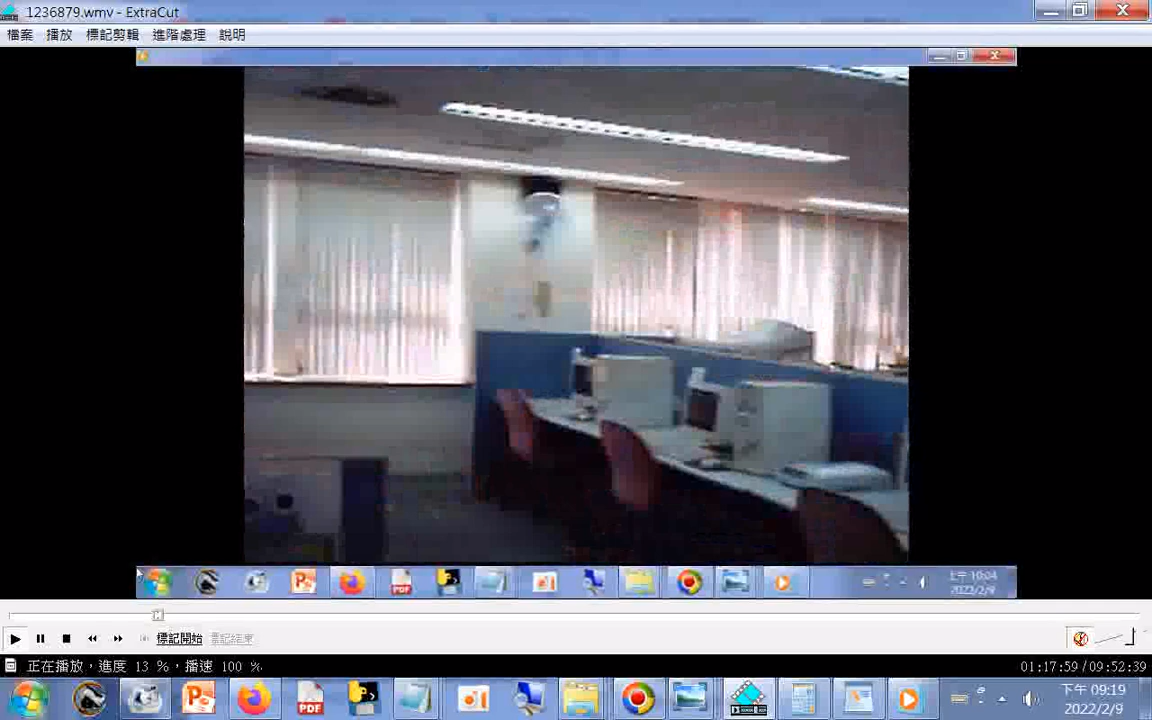 1236879.wmv - ExtraCut
檔案 播放 標記剪輯 進階處理 說明
上午 10:04
2022/2/9
標記開始 標記結束
正在播放，進度 13 %，播速 100 %.
01:17:59 / 09:52:39
PDF
下午 09:19
2022/2/9